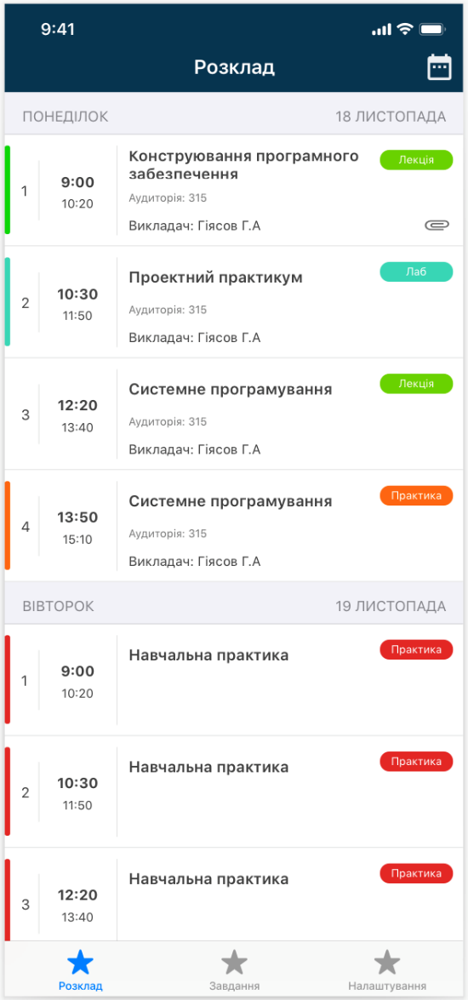 9:41
Розклад
ПОНЕДІЛОК 18 ЛИСТОПАДА
Конструювання програмного
забезпечення
Лекція
1
9:00
10:20
Аудиторія: 315
Викладач: Гіясов Г.А
Проектний практикум
Лаб
2
10:30
11:50
Аудиторія: 315
Викладач: Гіясов Г.А
Системне програмування
Лекція
3
12:20
13:40
Аудиторія: 315
Викладач: Гіясов Г.А
Системне програмування
Практика
4
13:50
15:10
Аудиторія: 315
Викладач: Гіясов Г.А
ВІВТОРОК 19 ЛИСТОПАДА
Навчальна практика
Практика
1
9:00
10:20
Навчальна практика
Практика
2
10:30
11:50
Навчальна практика
Практика
3
12:20
13:40
Розклад Завдання Налаштування